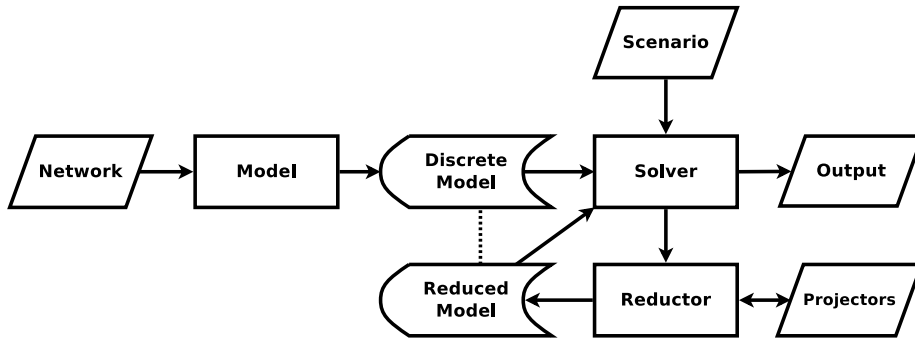 Scenario
Network
Model
Discrete
Model
Solver
Output
Reduced
Model
Reductor
Projectors